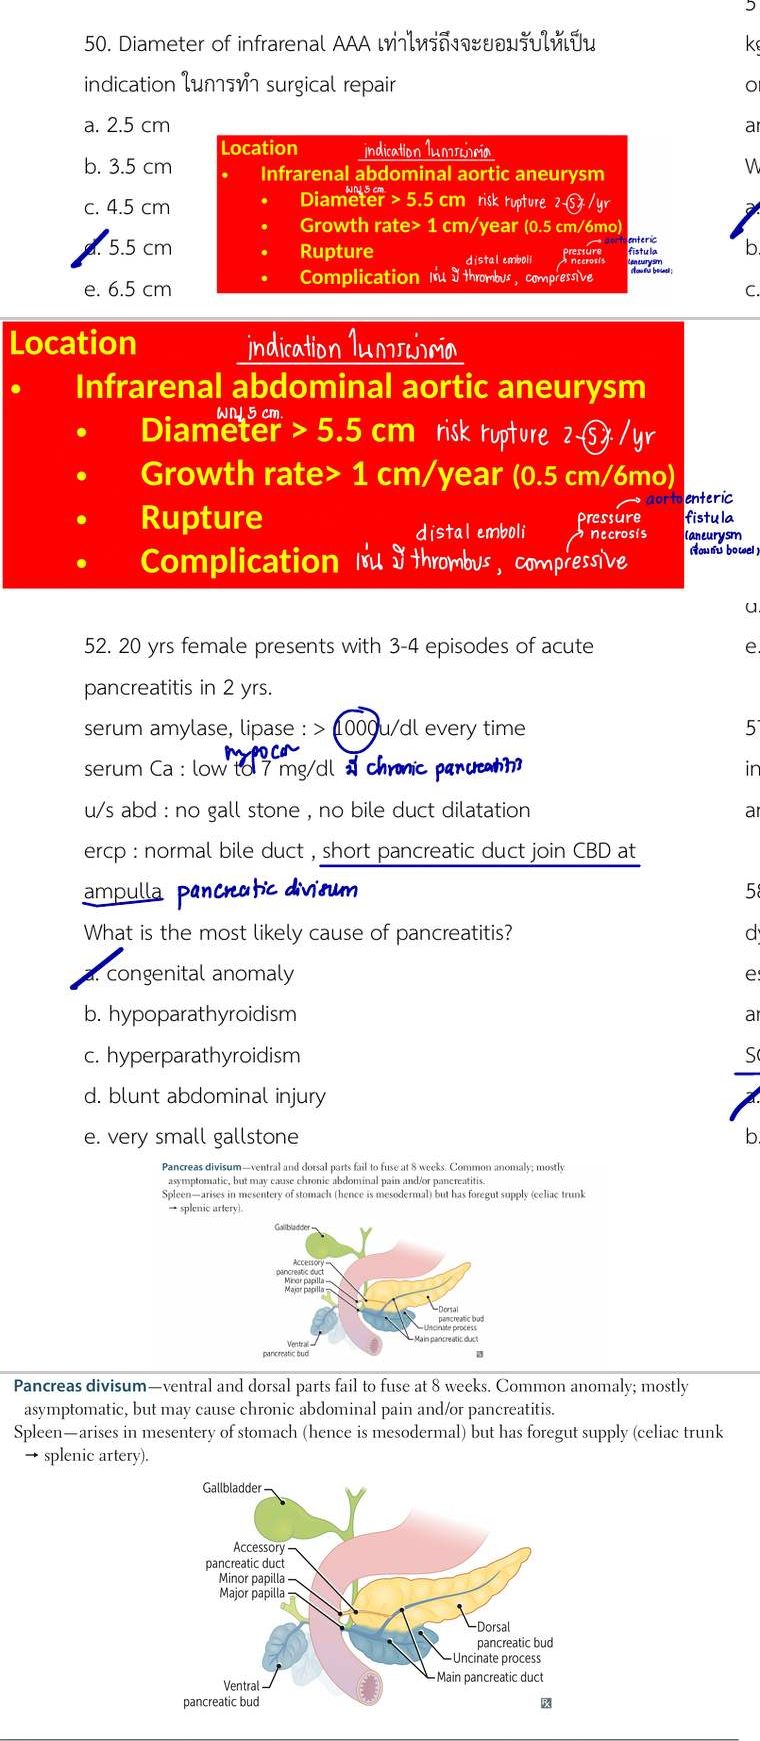 50. Diameter of infrarenal AAA เท่าไหร่ถึงจะยอมรับให้เป็น
indication ในการทำ surgical repair
a. 2.5 cm
b. 3.5 cm
c. 4.5 cm
d. 5.5 cm
e. 6.5 cm
Location
indication ในการผ่าตัด
• Infrarenal abdominal aortic aneurysm
ผญ 5 cm.
• Diameter > 5.5 cm risk rupture 2-5% /yr
• Growth rate> 1 cm/year (0.5 cm/6mo)
• Rupture
• Complication เช่น มี thrombus, compressive
distal emboli
pressure necrosis
aortoenteric
fistula
(aneurysm
Location
indication ในการผ่าตัด
• Infrarenal abdominal aortic aneurysm
ผญ 5 cm.
• Diameter > 5.5 cm risk rupture 2-5% /yr
• Growth rate> 1 cm/year (0.5 cm/6mo)
• Rupture
• Complication เช่น มี thrombus, compressive
distal emboli
pressure
necrosis
aortoenteric
fistula
(aneurysm
bowel)
52. 20 yrs female presents with 3-4 episodes of acute
pancreatitis in 2 yrs.
serum amylase, lipase : > 1000u/dl every time
hypocal
serum Ca : low to 7 mg/dl มี chronic pancreatitis
u/s abd : no gall stone , no bile duct dilatation
ercp : normal bile duct , short pancreatic duct join CBD at
ampulla pancreatic divisum
What is the most likely cause of pancreatitis?
a. congenital anomaly
b. hypoparathyroidism
c. hyperparathyroidism
d. blunt abdominal injury
e. very small gallstone
Pancreas divisum—ventral and dorsal parts fail to fuse at 8 weeks. Common anomaly; mostly
asymptomatic, but may cause chronic abdominal pain and/or pancreatitis.
Spleen—arises in mesentery of stomach (hence is mesodermal) but has foregut supply (celiac trunk
→ splenic artery).
Gallbladder
Accessory
pancreatic duct
Minor papilla
Major papilla
Dorsal
pancreatic bud
Uncinate process
Main pancreatic duct
Ventral
pancreatic bud
Pancreas divisum—ventral and dorsal parts fail to fuse at 8 weeks. Common anomaly; mostly
asymptomatic, but may cause chronic abdominal pain and/or pancreatitis.
Spleen—arises in mesentery of stomach (hence is mesodermal) but has foregut supply (celiac trunk
→ splenic artery).
Gallbladder
Accessory
pancreatic duct
Minor papilla
Major papilla
Dorsal
pancreatic bud
Uncinate process
Main pancreatic duct
Ventral
pancreatic bud